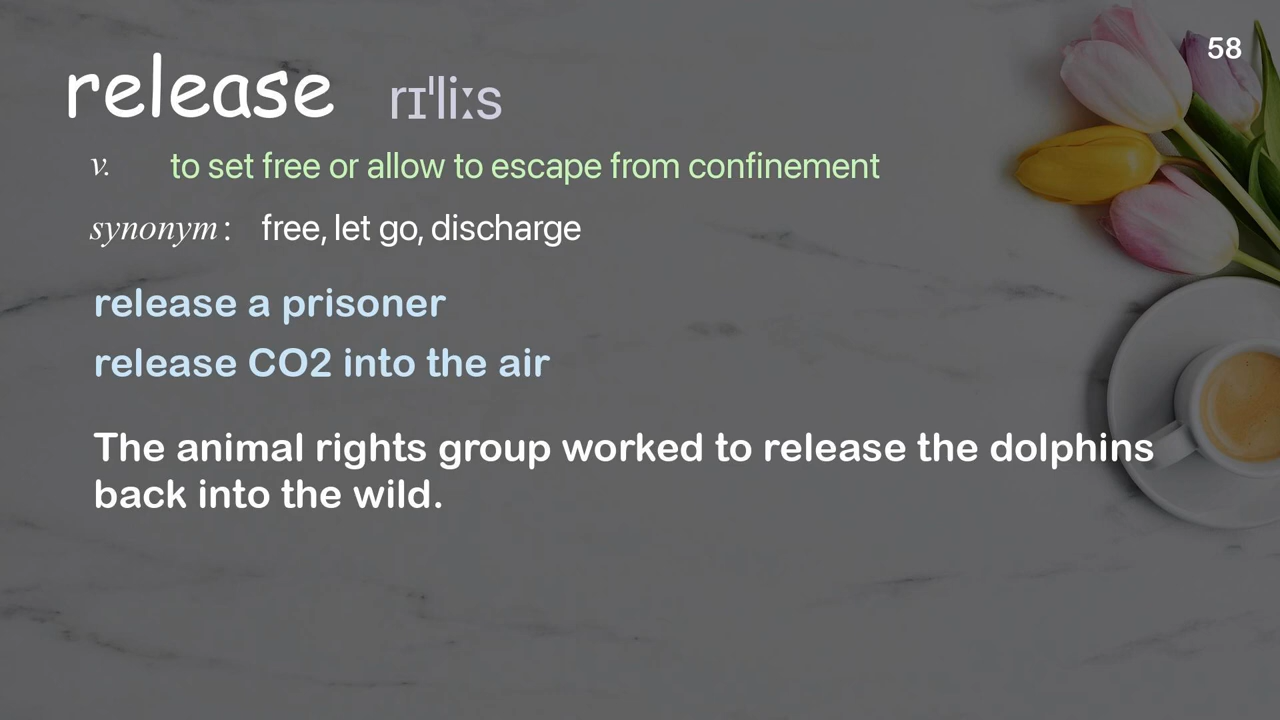 58
release rɪˈliːs
v. to set free or allow to escape from confinement
synonym: free, let go, discharge
release a prisoner
release CO2 into the air
The animal rights group worked to release the dolphins
back into the wild.